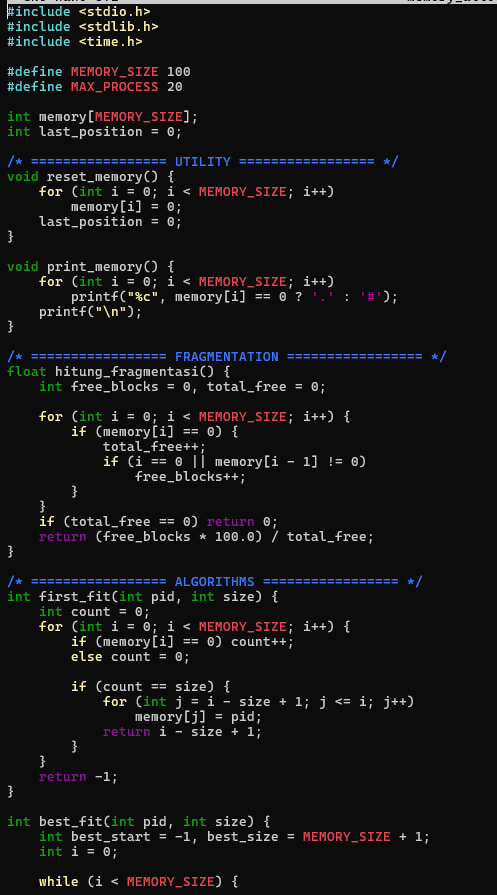 #include <stdio.h>
#include <stdlib.h>
#include <time.h>

#define MEMORY_SIZE 100
#define MAX_PROCESS 20

int memory[MEMORY_SIZE];
int last_position = 0;

/* ================= UTILITY ================= */
void reset_memory() {
    for (int i = 0; i < MEMORY_SIZE; i++)
        memory[i] = 0;
    last_position = 0;
}

void print_memory() {
    for (int i = 0; i < MEMORY_SIZE; i++)
        printf("%c", memory[i] == 0 ? '.' : '#');
    printf("\n");
}

/* ================= FRAGMENTATION ================= */
float hitung_fragmentasi() {
    int free_blocks = 0, total_free = 0;

    for (int i = 0; i < MEMORY_SIZE; i++) {
        if (memory[i] == 0) {
            total_free++;
            if (i == 0 || memory[i - 1] != 0)
                free_blocks++;
        }
    }
    if (total_free == 0) return 0;
    return (free_blocks * 100.0) / total_free;
}

/* ================= ALGORITHMS ================= */
int first_fit(int pid, int size) {
    int count = 0;
    for (int i = 0; i < MEMORY_SIZE; i++) {
        if (memory[i] == 0) count++;
        else count = 0;

        if (count == size) {
            for (int j = i - size + 1; j <= i; j++)
                memory[j] = pid;
            return i - size + 1;
        }
    }
    return -1;
}

int best_fit(int pid, int size) {
    int best_start = -1, best_size = MEMORY_SIZE + 1;
    int i = 0;

    while (i < MEMORY_SIZE) {